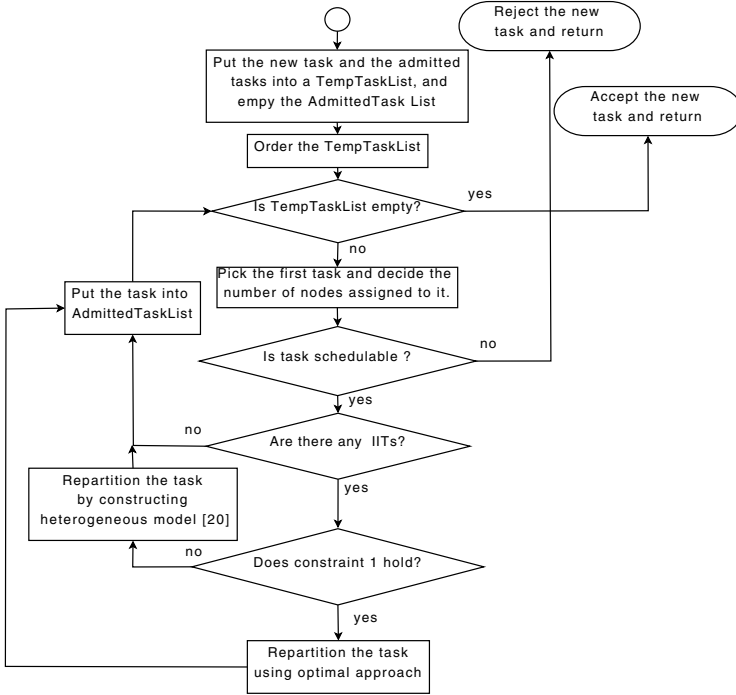 Reject the new
task and return
Put the new task and the admitted
tasks into a TempTaskList, and
empy the AdmittedTask List
Accept the new
task and return
Order the TempTaskList
Is TempTaskList empty?
yes
no
Pick the first task and decide the
number of nodes assigned to it.
Put the task into
AdmittedTaskList
Is task schedulable ?
no
yes
Are there any IITs?
no
yes
Repartition the task
by constructing
heterogeneous model [20]
Does constraint 1 hold?
no
yes
Repartition the task
using optimal approach